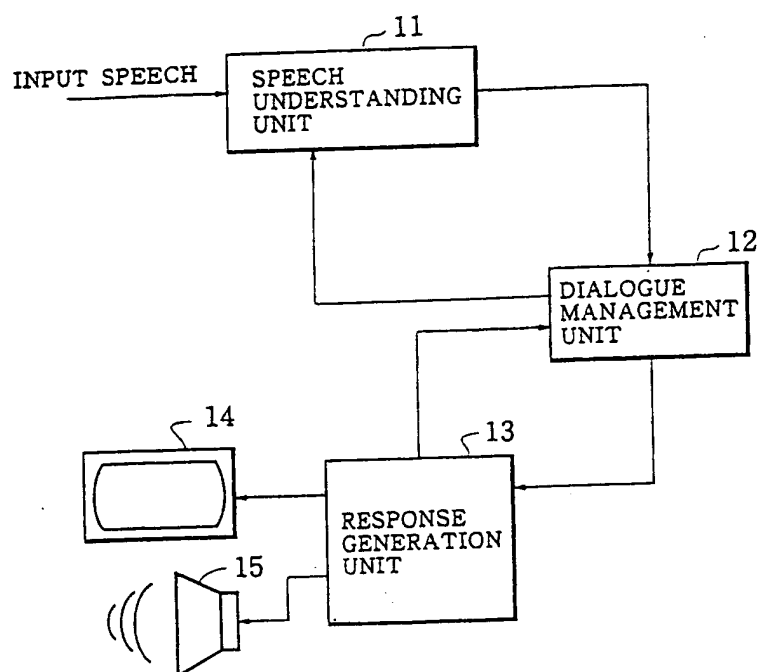 11
INPUT SPEECH
SPEECH
UNDERSTANDING
UNIT
12
DIALOGUE
MANAGEMENT
UNIT
14
13
RESPONSE
GENERATION
UNIT
15